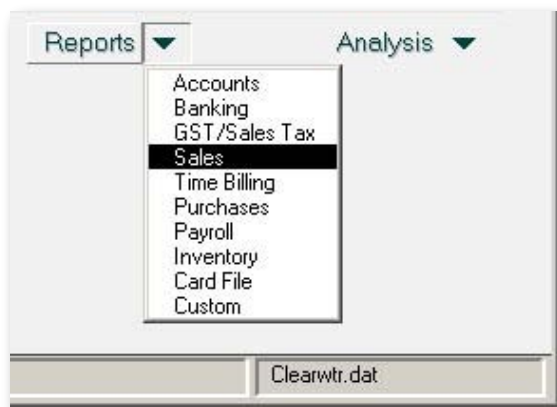 Reports Analysis
Accounts
Banking
GST/Sales Tax
Sales
Time Billing
Purchases
Payroll
Inventory
Card File
Custom
Clearwtr.dat